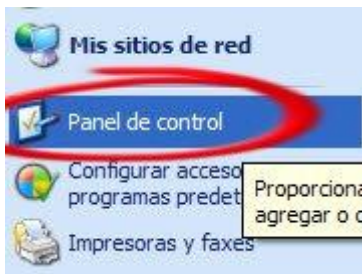 Mis sitios de red
Panel de control
Configurar acceso
programas predet
Proporciona
agregar o
Impresoras y faxes